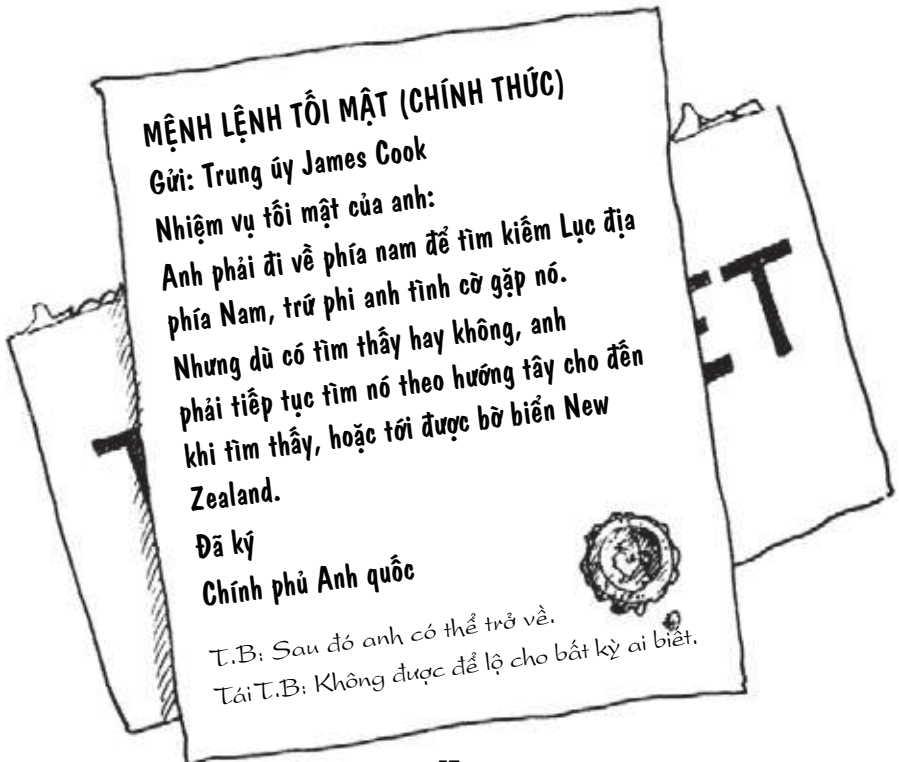 MỆNH LỆNH TỐI MẬT (CHÍNH THỨC)
Gửi: Trung úy James Cook
Nhiệm vụ tối mật của anh:
Anh phải đi về phía nam để tìm kiếm Lục địa
phía Nam, trứ phi anh tình cờ gặp nó.
Nhưng dù có tìm thấy hay không, anh
phải tiếp tục tìm nó theo hướng tây cho đến
khi tìm thấy, hoặc tới được bờ biển New
Zealand.
Đã ký
Chính phủ Anh quốc
T.B: Sau đó anh có thể trở về.
Tái T.B: Không được để lộ cho bất kỳ ai biết.